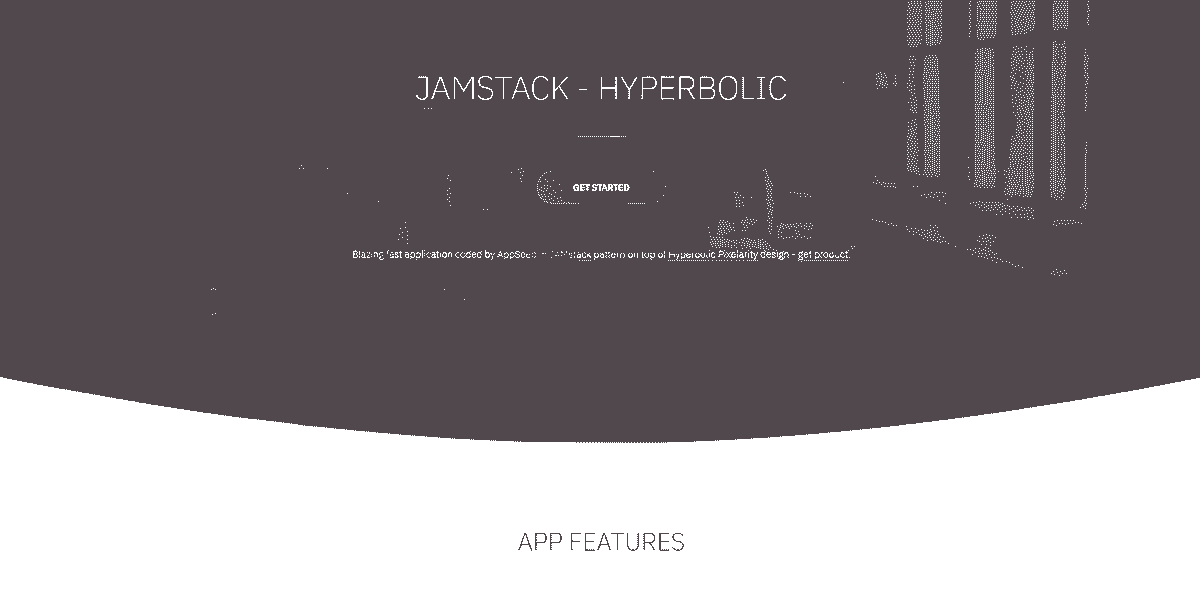 JAMSTACK - HYPERBOLIC
GET STARTED
Blazing fast application coded by AppSeed in JAMstack pattern on top of Hyperbolic Pixelarity design - get product.
APP FEATURES